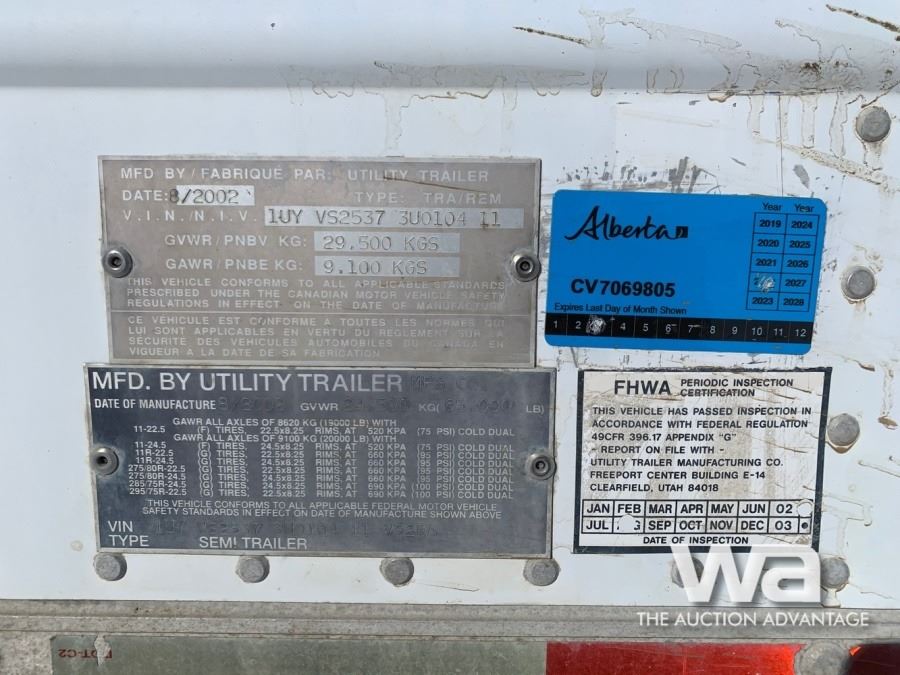 MFD BY / FABRIQUÉ PAR: UTILITY TRAILER
DATE: 8/2002 TYPE: TRA/REM
V.I.N./N.I.V. 1UY VS2537 3U0104 11
GVWR/PNBV KG: 29,500 KGS
GAWR/PNBE KG: 9.100 KGS
THIS VEHICLE CONFORMS TO ALL APPLICABLE STANDARDS
PRESCRIBED UNDER THE CANADIAN MOTOR VEHICLE SAFETY
REGULATIONS IN EFFECT ON THE DATE OF MANUFACTURE
CE VÉHICULE EST CONFORME A TOUTES LES NORMES QUI
LUI SONT APPLICABLES EN VERTU DU RÈGLEMENT SUR LA
SÉCURITÉ DES VEHICULES AUTOMOBILES DU CANADA EN
VIGUEUR A LA DATE DE SA FABRICATION
MFD. BY UTILITY TRAILER MFG CO.
DATE OF MANUFACTURE 8/2002 GVWR KG( LB)
GAWR ALL AXLES OF 8620 KG (19000 LB) WITH
11-22.5 (F) TIRES, 22.5x8.25 RIMS, AT 520 KPA (75 PSI) COLD DUAL
GAWR ALL AXLES OF 9100 KG (20000 LB) WITH
11-24.5 (F) TIRES, 24.5x8.25 RIMS, AT 520 KPA (75 PSI) COLD DUAL
11R-22.5 (G) TIRES, 22.5x8.25 RIMS, AT 660 KPA (95 PSI) COLD DUAL
11R-24.5 (G) TIRES, 24.5x8.25 RIMS, AT 660 KPA (95 PSI) COLD DUAL
275/80R-22.5 (G) TIRES, 22.5x8.25 RIMS, AT 660 KPA (95 PSI) COLD DUAL
275/80R-24.5 (G) TIRES, 24.5x8.25 RIMS, AT 660 KPA (95 PSI) COLD DUAL
285/75R-24.5 (G) TIRES, 24.5x8.25 RIMS, AT 660 KPA (95 PSI) COLD DUAL
295/75R-22.5 (G) TIRES, 22.5x8.25 RIMS, AT 690 KPA (100 PSI) COLD DUAL
THIS VEHICLE CONFORMS TO ALL APPLICABLE FEDERAL MOTOR VEHICLE
SAFETY STANDARDS IN EFFECT ON DATE OF MANUFACTURE SHOWN ABOVE
VIN 1UY VS2537 3U0104 11
TYPE SEMI TRAILER
Alberta
Year Year
2019 2024
2020 2025
2021 2026
2027
2023 2028
CV7069805
Expires Last Day of Month Shown
1 2 4 5 6 7 8 9 10 11 12
FHWA PERIODIC INSPECTION
CERTIFICATION
THIS VEHICLE HAS PASSED INSPECTION IN
ACCORDANCE WITH FEDERAL REGULATION
49CFR 396.17 APPENDIX "G"
- REPORT ON FILE WITH -
UTILITY TRAILER MANUFACTURING CO.
FREEPORT CENTER BUILDING E-14
CLEARFIELD, UTAH 84018
JAN FEB MAR APR MAY JUN 02
JUL SEP OCT NOV DEC 03
DATE OF INSPECTION
wa
THE AUCTION ADVANTAGE
DOT-C2